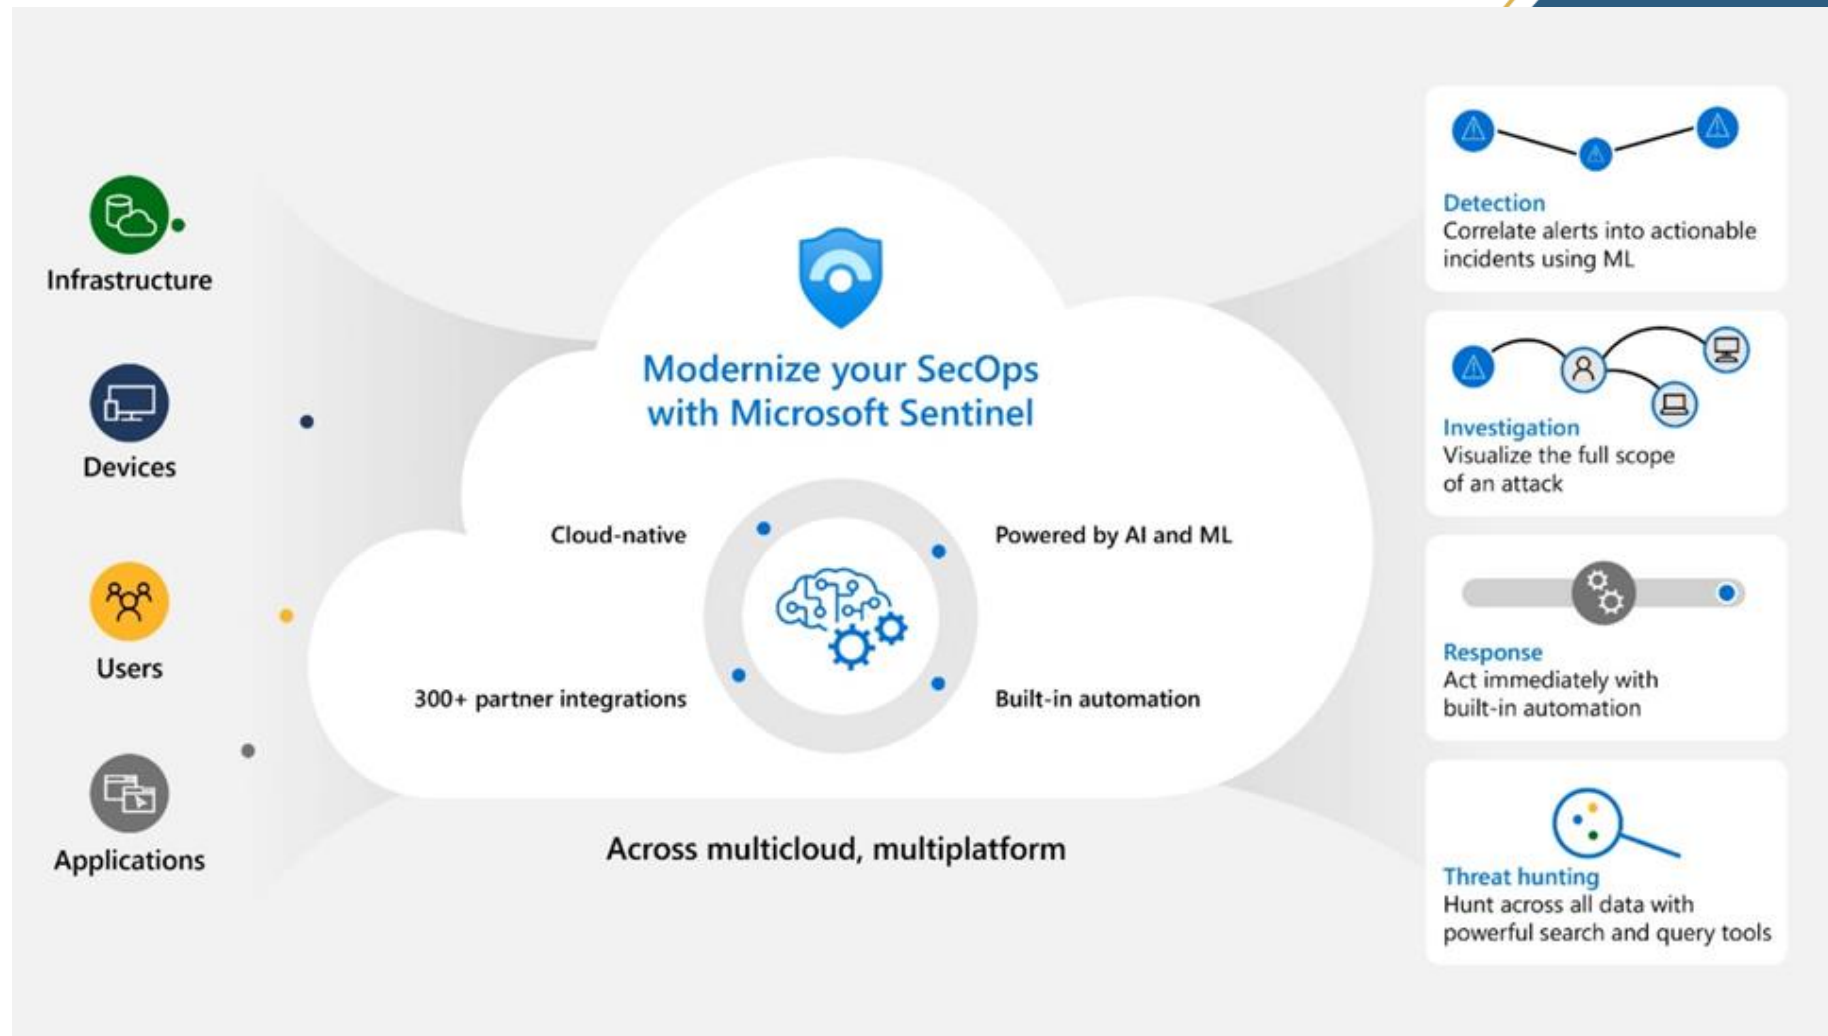 Infrastructure
Devices
Users
Applications
Modernize your SecOps
with Microsoft Sentinel
Cloud-native
Powered by AI and ML
300+ partner integrations
Built-in automation
Across multicloud, multiplatform
Detection
Correlate alerts into actionable
incidents using ML
Investigation
Visualize the full scope
of an attack
Response
Act immediately with
built-in automation
Threat hunting
Hunt across all data with
powerful search and query tools